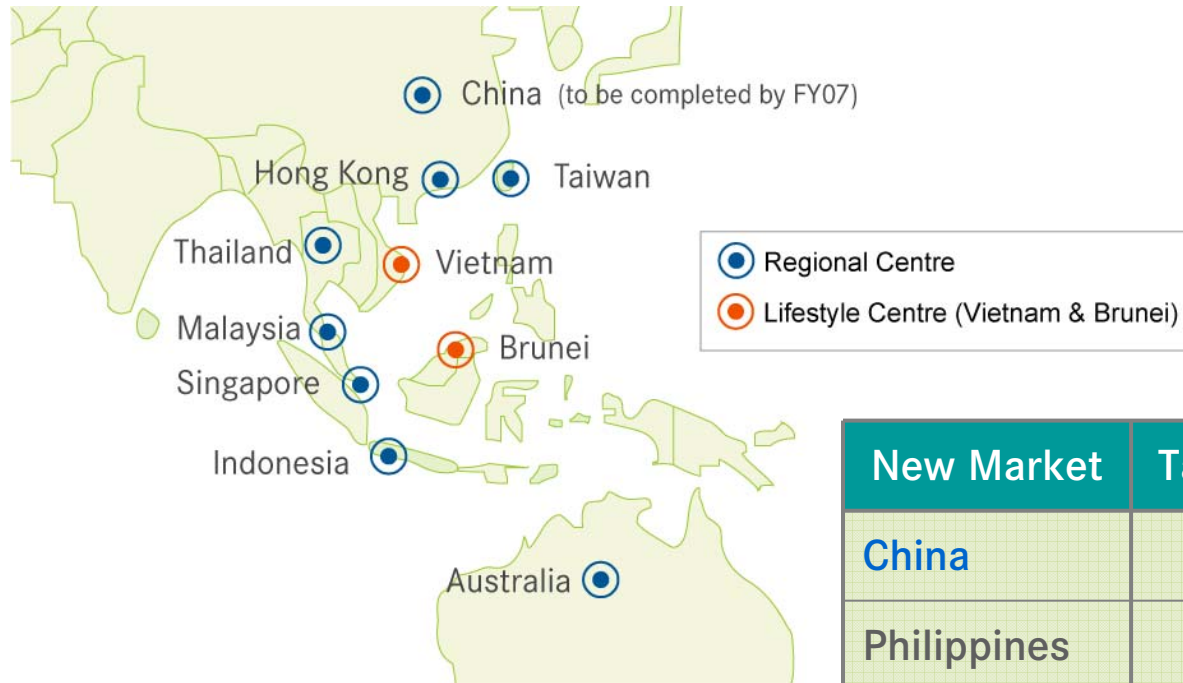 China (to be completed by FY07)
Hong Kong
Taiwan
Thailand
Vietnam
Malaysia
Brunei
Singapore
Indonesia
Australia
Regional Centre
Lifestyle Centre (Vietnam & Brunei)
New Market
China
Philippines